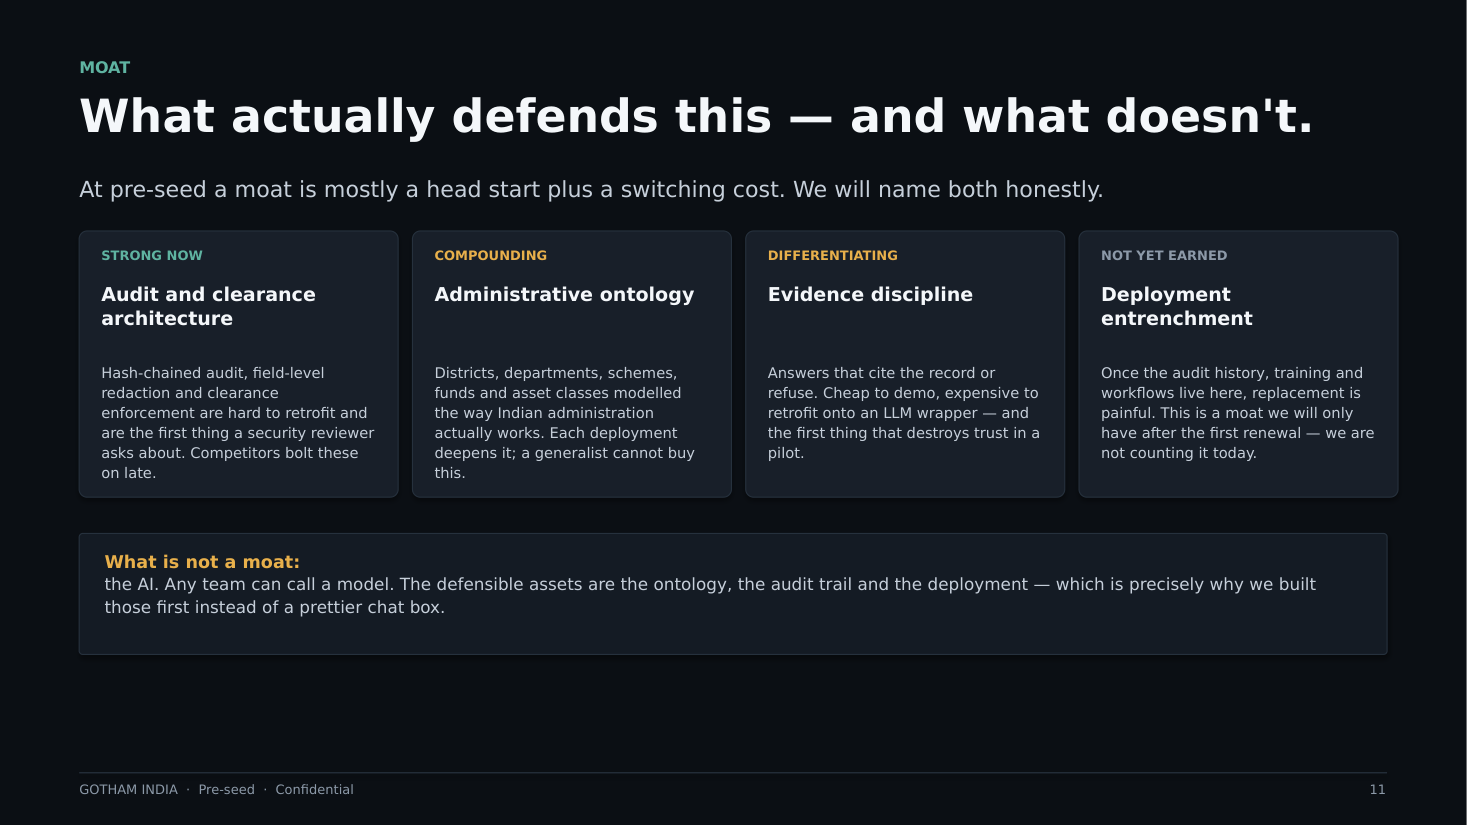 MOAT
What actually defends this — and what doesn't.
At pre-seed a moat is mostly a head start plus a switching cost. We will name both honestly.
STRONG NOW
Audit and clearance
architecture
Hash-chained audit, field-level
redaction and clearance
enforcement are hard to retrofit and
are the first thing a security reviewer
asks about. Competitors bolt these
on late.
COMPOUNDING
Administrative ontology
Districts, departments, schemes,
funds and asset classes modelled
the way Indian administration
actually works. Each deployment
deepens it; a generalist cannot buy
this.
DIFFERENTIATING
Evidence discipline
Answers that cite the record or
refuse. Cheap to demo, expensive to
retrofit onto an LLM wrapper — and
the first thing that destroys trust in a
pilot.
NOT YET EARNED
Deployment
entrenchment
Once the audit history, training and
workflows live here, replacement is
painful. This is a moat we will only
have after the first renewal — we are
not counting it today.
What is not a moat:
the AI. Any team can call a model. The defensible assets are the ontology, the audit trail and the deployment — which is precisely why we built
those first instead of a prettier chat box.
GOTHAM INDIA · Pre-seed · Confidential
11